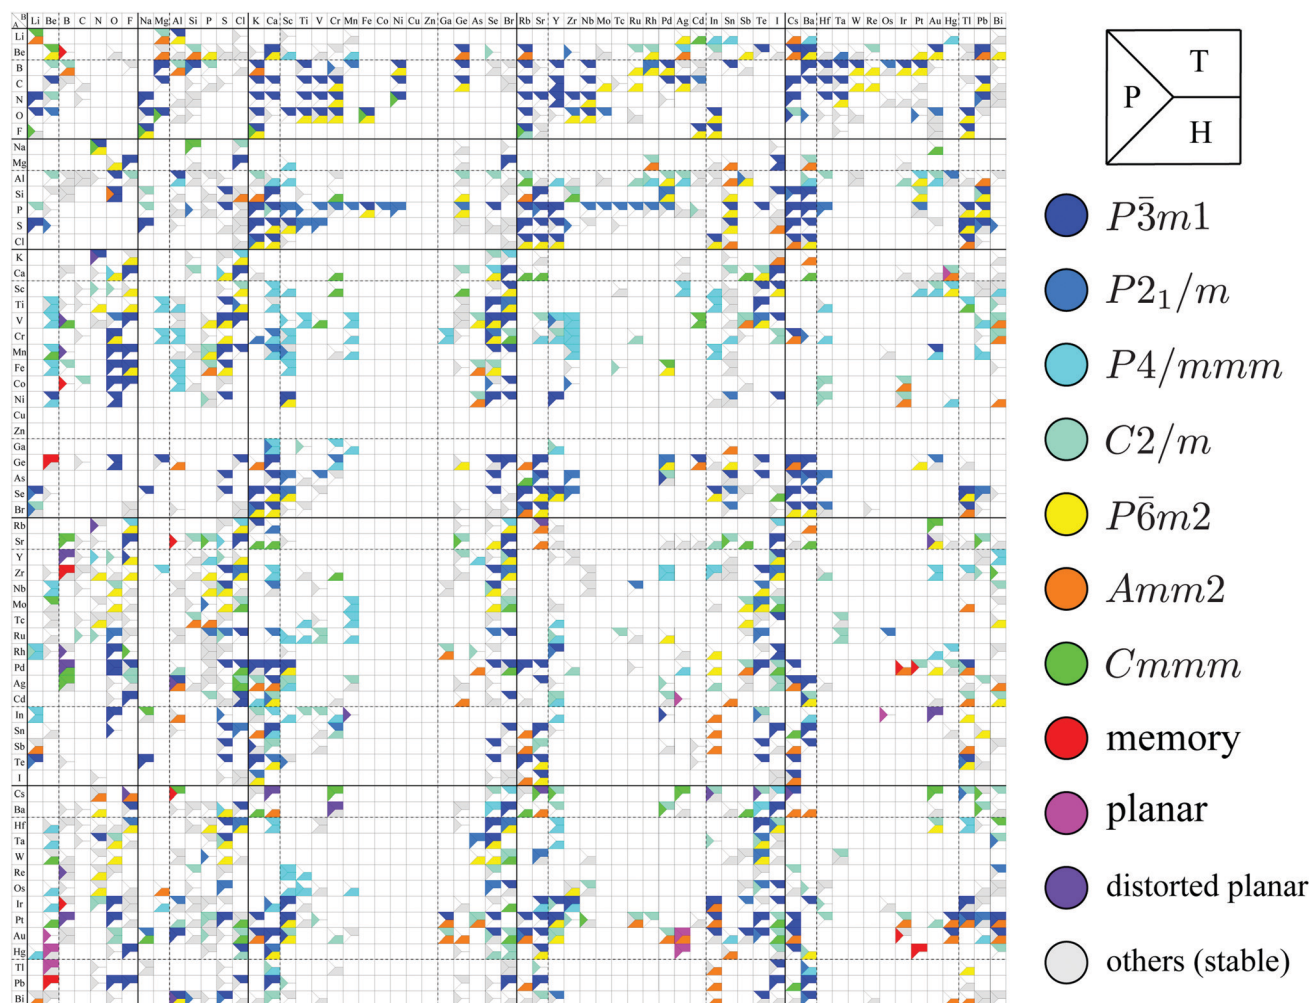 B
A
Li Be B C N O F Na Mg Al Si P S Cl K Ca Sc Ti V Cr Mn Fe Co Ni Cu Zn Ga Ge As Se Br Rb Sr Y Zr Nb Mo Tc Ru Rh Pd Ag Cd In Sn Sb Te I Cs Ba Hf Ta W Re Os Ir Pt Au Hg Tl Pb Bi
Li
Be
B
C
N
O
F
Na
Mg
Al
Si
P
S
Cl
K
Ca
Sc
Ti
V
Cr
Mn
Fe
Co
Ni
Cu
Zn
Ga
Ge
As
Se
Br
Rb
Sr
Y
Zr
Nb
Mo
Tc
Ru
Rh
Pd
Ag
Cd
In
Sn
Sb
Te
I
Cs
Ba
Hf
Ta
W
Re
Os
Ir
Pt
Au
Hg
Tl
Pb
Bi
T
P
H
P3̄m1
P2₁/m
P4/mmm
C2/m
P6̄m2
Amm2
Cmmm
memory
planar
distorted planar
others (stable)